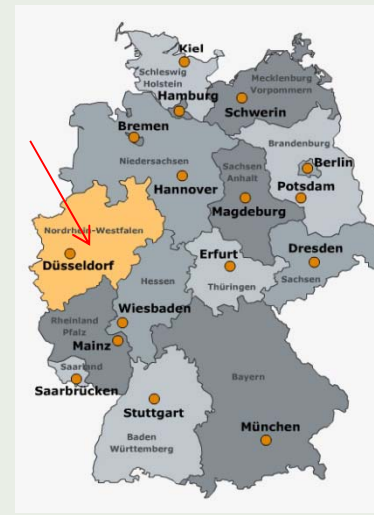 Kiel
Schleswig
Holstein
Mecklenburg
Vorpommern
Hamburg
Schwerin
Bremen
Brandenburg
Berlin
Niedersachsen
Sachsen
Anhalt
Hannover
Potsdam
Magdeburg
Nordrhein-Westfalen
Düsseldorf
Erfurt
Dresden
Hessen
Thüringen
Sachsen
Wiesbaden
Rheinland
Pfalz
Mainz
Saarland
Saarbrücken
Bayern
Stuttgart
München
Baden
Württemberg